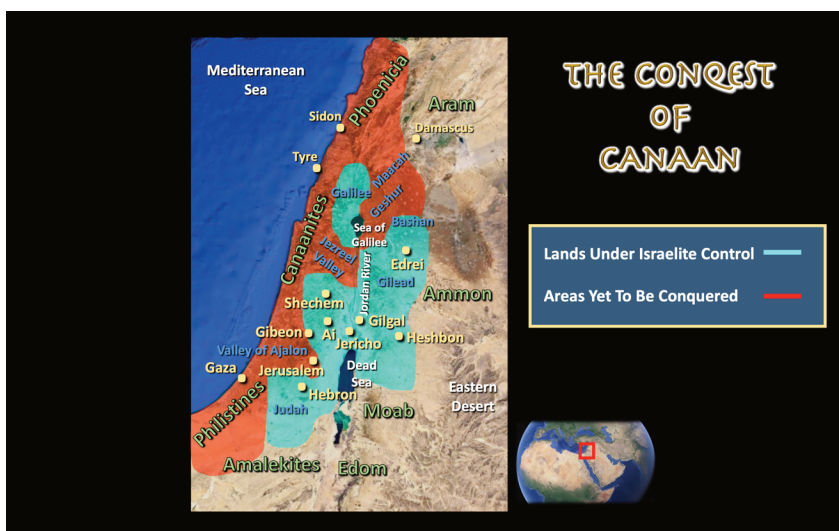 THE CONQEST
OF
CANAAN
Mediterranean
Sea
Phoenicia
Sidon
Aram
Damascus
Tyre
Maarah
Galilee
Geshur
Bashan
Canaanites
Sea of
Galilee
Jezreel
Valley
Edrei
Jordan River
Gilead
Shechem
Ammon
Gilgal
Gibeon
Ai
Jericho
Heshbon
Valley of Ajalon
Jerusalem
Gaza
Dead
Sea
Hebron
Eastern
Desert
Philistines
Judah
Moab
Amalekites
Edom
Lands Under Israelite Control
Areas Yet To Be Conquered